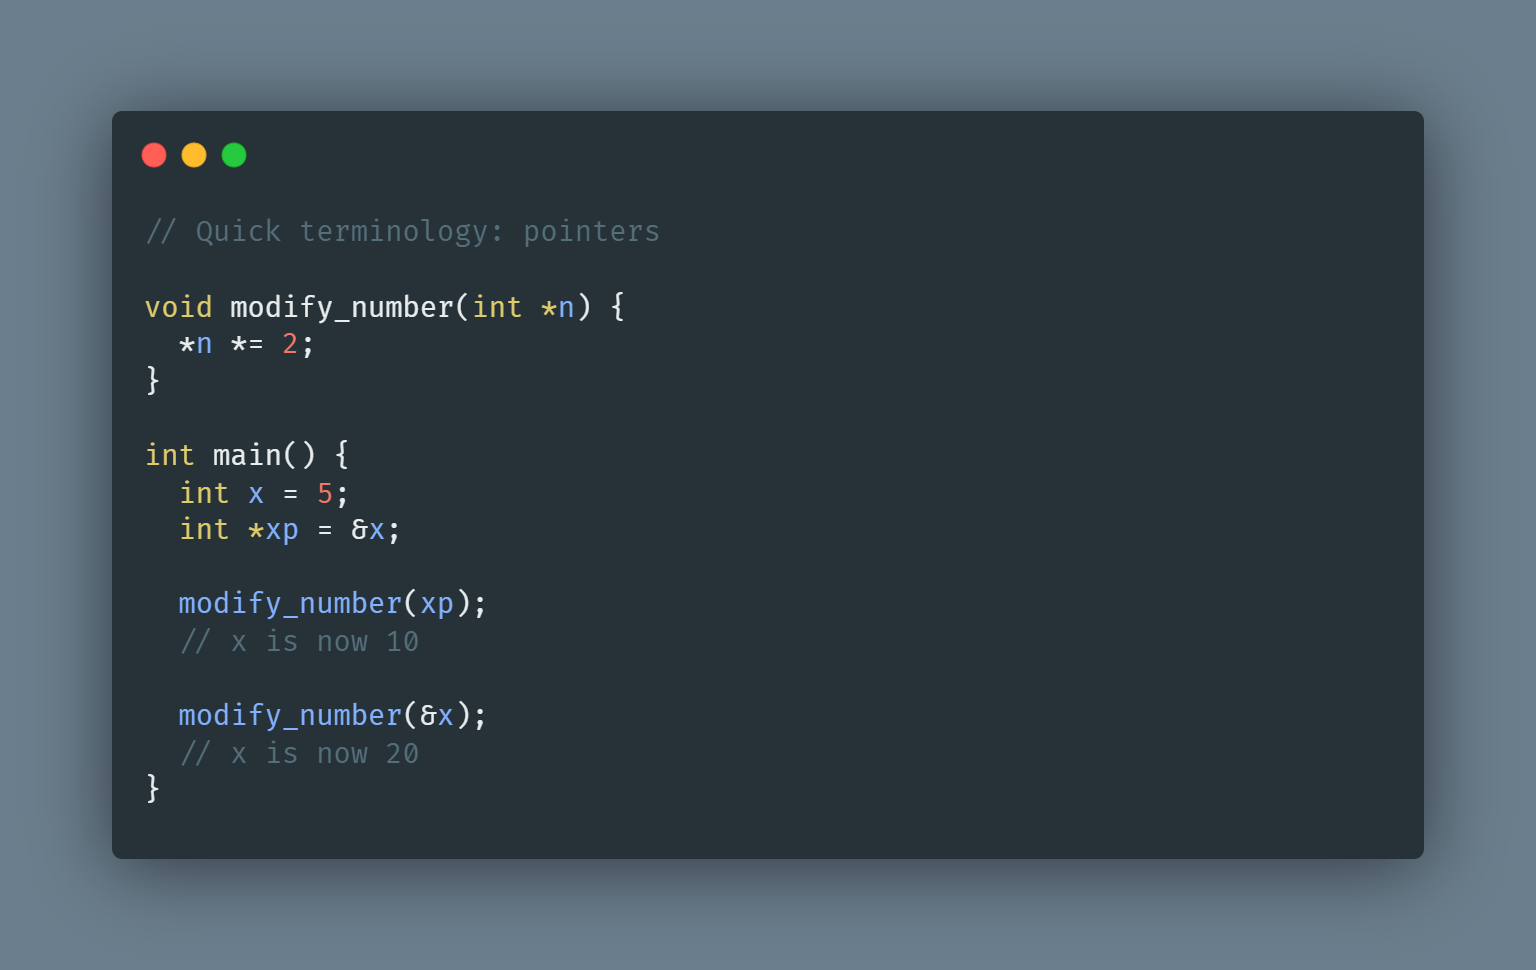 // Quick terminology: pointers
void modify_number(int *n) {
  *n *= 2;
}
int main() {
  int x = 5;
  int *xp = &x;
  modify_number(xp);
  // x is now 10
  modify_number(&x);
  // x is now 20
}